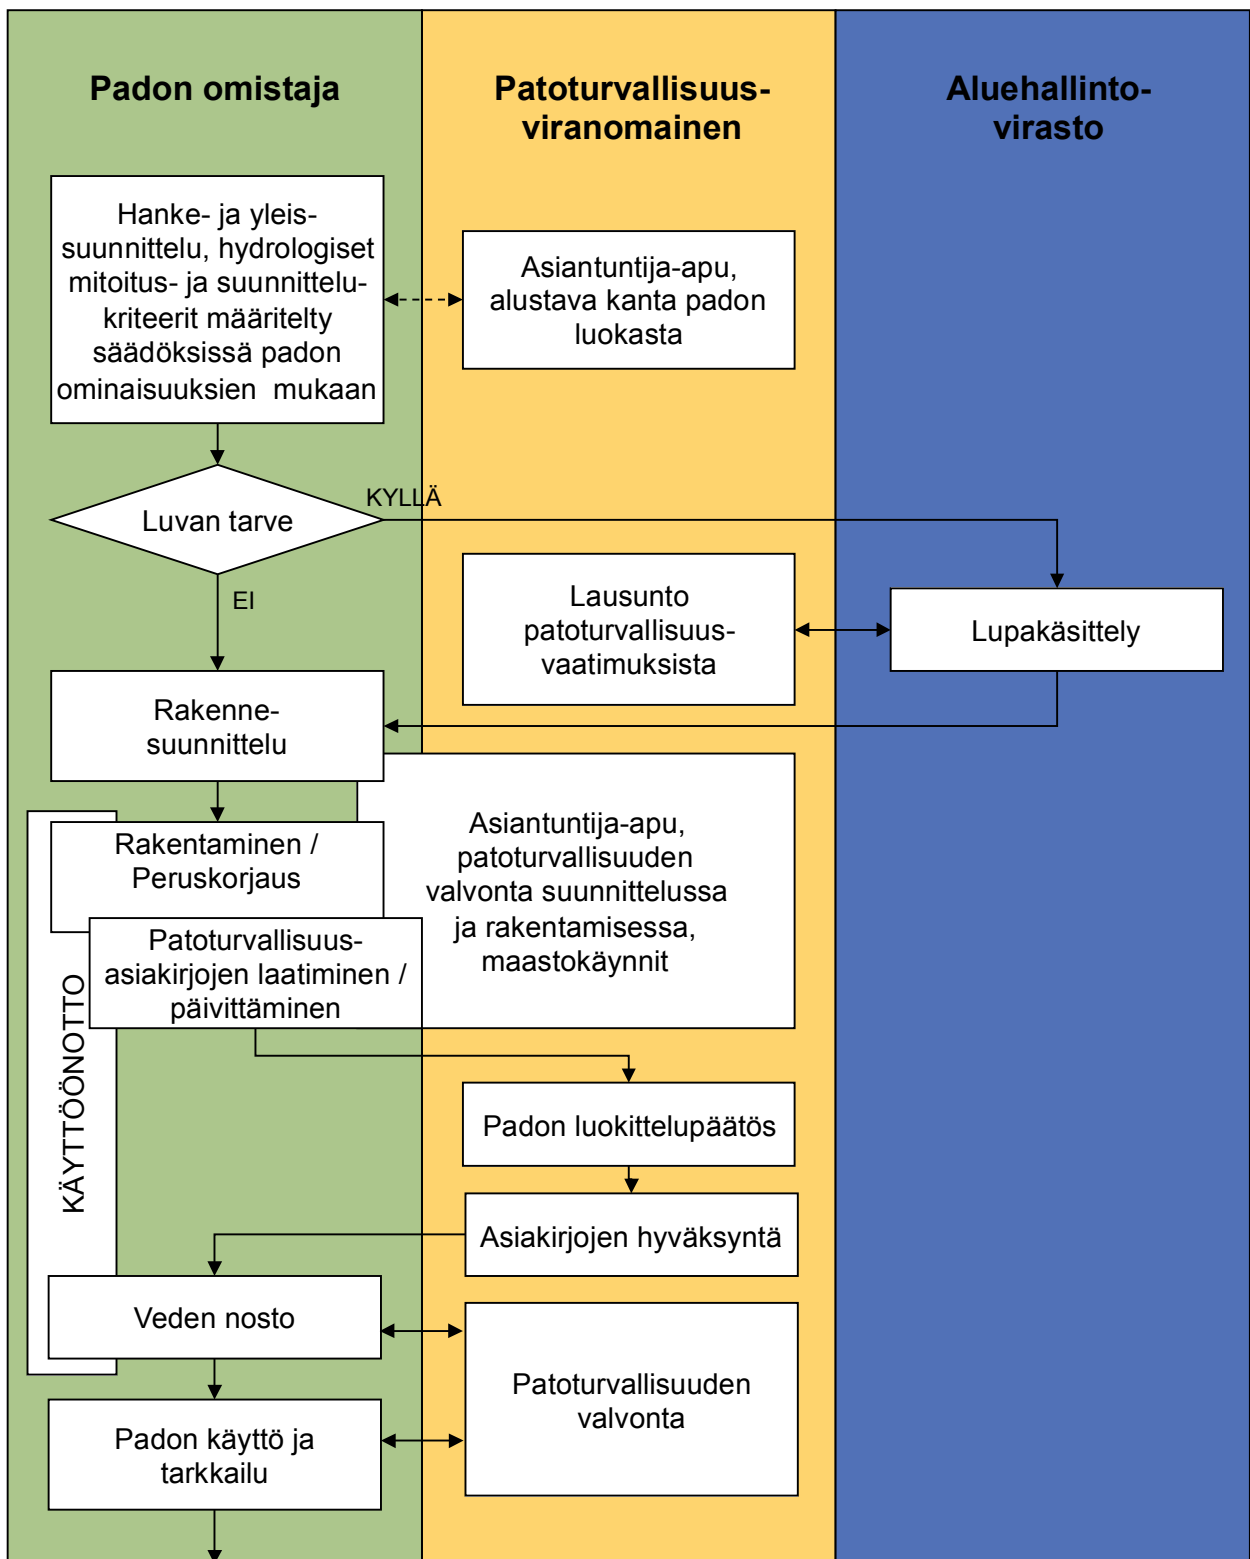 Padon omistaja
Patoturvallisuus-
viranomainen
Aluehallinto-
virasto
Hanke- ja yleis-
suunnittelu, hydrologiset
mitoitus- ja suunnittelu-
kriteerit määritelty
säädöksissä padon
ominaisuuksien mukaan
Asiantuntija-apu,
alustava kanta padon
luokasta
Luvan tarve
KYLLÄ
EI
Lausunto
patoturvallisuus-
vaatimuksista
Lupakäsittely
Rakenne-
suunnittelu
Rakentaminen /
Peruskorjaus
Asiantuntija-apu,
patoturvallisuuden
valvonta suunnittelussa
ja rakentamisessa,
maastokäynnit
Patoturvallisuus-
asiakirjojen laatiminen /
päivittäminen
KÄYTTÖÖNOTTO
Padon luokittelupäätös
Asiakirjojen hyväksyntä
Veden nosto
Patoturvallisuuden
valvonta
Padon käyttö ja
tarkkailu